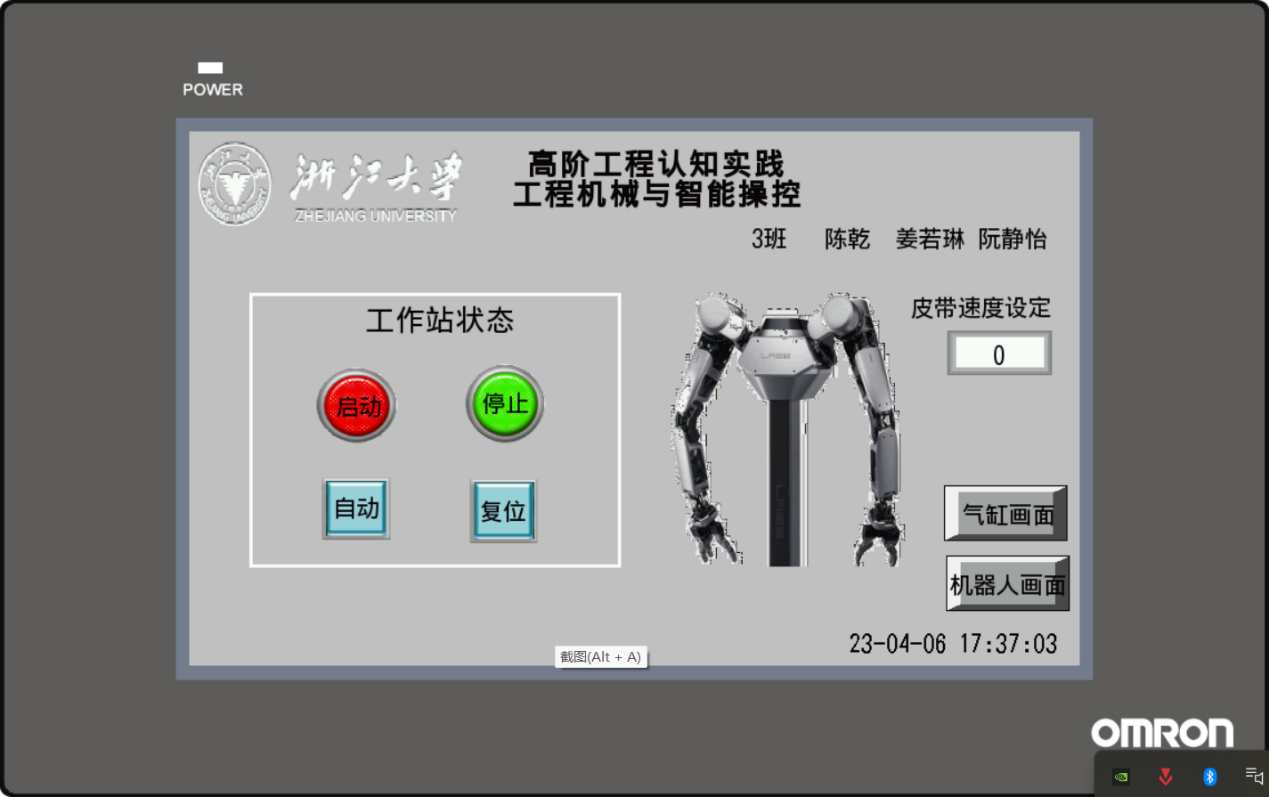 POWER
浙江大学
ZHEJIANG UNIVERSITY
高阶工程认知实践
工程机械与智能操控
3班 陈乾 姜若琳 阮静怡
工作站状态
启动 停止
自动 复位
皮带速度设定
0
气缸画面
机器人画面
23-04-06 17:37:03
截图(Alt + A)
OMRON